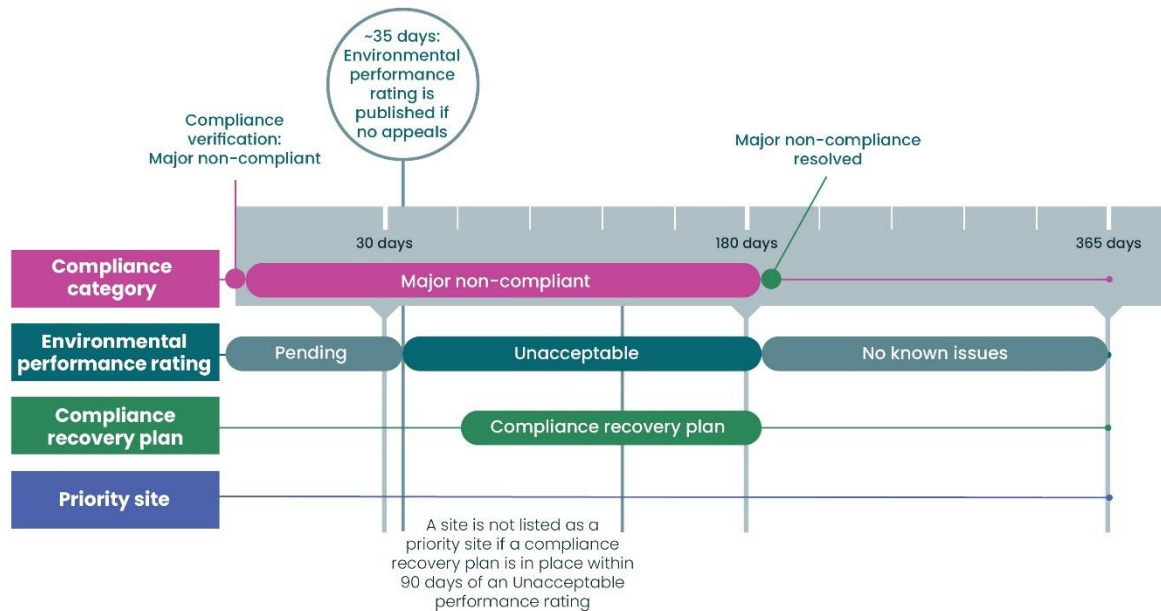 ~35 days:
Environmental
performance
rating is
published if
no appeals
Compliance
verification:
Major non-compliant
Major non-compliance
resolved
30 days
180 days
365 days
Compliance
category
Major non-compliant
Environmental
performance rating
Pending
Unacceptable
No known issues
Compliance
recovery plan
Compliance recovery plan
Priority site
A site is not listed as a
priority site if a compliance
recovery plan is in place within
90 days of an Unacceptable
performance rating